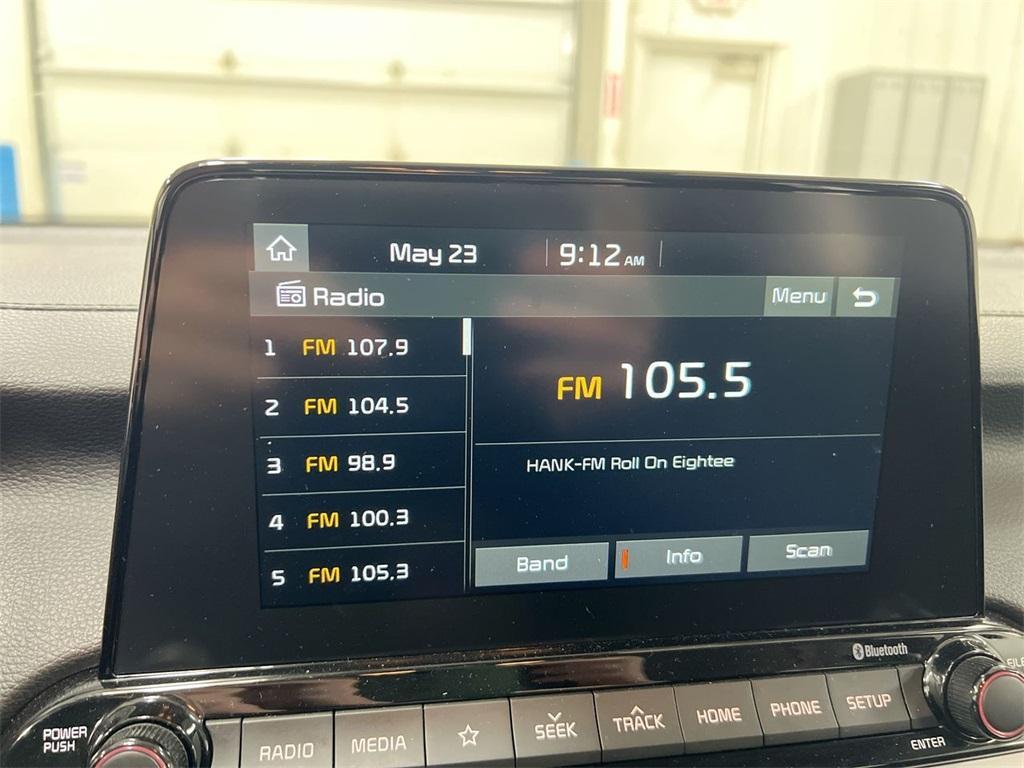 May 23
9:12 AM
Radio
Menu
1 FM 107.9
2 FM 104.5
3 FM 98.9
4 FM 100.3
5 FM 105.3
FM 105.5
HANK-FM Roll On Eightee
Band
Info
Scan
Bluetooth
POWER
PUSH
RADIO
MEDIA
SEEK
TRACK
HOME
PHONE
SETUP
ENTER
FILE